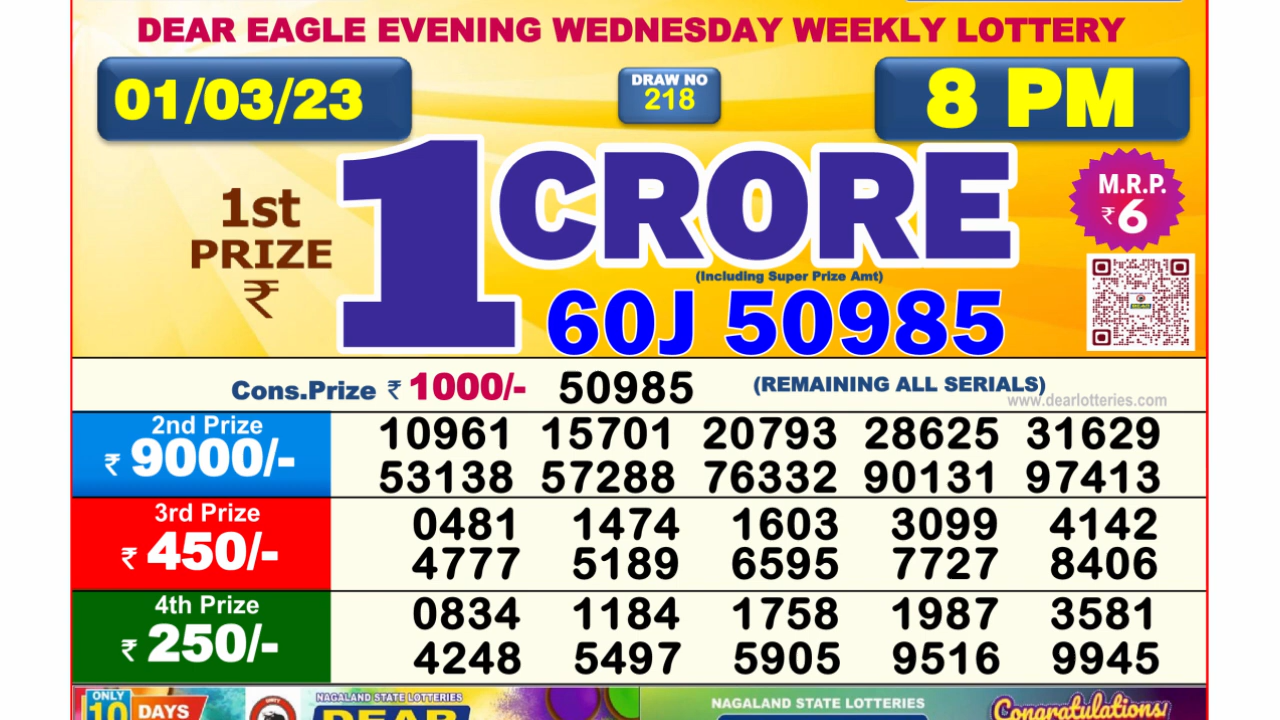 DEAR EAGLE EVENING WEDNESDAY WEEKLY LOTTERY
01/03/23
DRAW NO
218
8 PM
1st
PRIZE
₹
1 CRORE
(Including Super Prize Amt)
60J 50985
M.R.P.
₹ 6
Cons.Prize ₹ 1000/- 50985 (REMAINING ALL SERIALS)
www.dearlotteries.com
2nd Prize
₹ 9000/-
10961 15701 20793 28625 31629
53138 57288 76332 90131 97413
3rd Prize
₹ 450/-
0481 1474 1603 3099 4142
4777 5189 6595 7727 8406
4th Prize
₹ 250/-
0834 1184 1758 1987 3581
4248 5497 5905 9516 9945
ONLY
10 DAYS
NAGALAND STATE LOTTERIES
DEAR
NAGALAND STATE LOTTERIES
Congratulations!